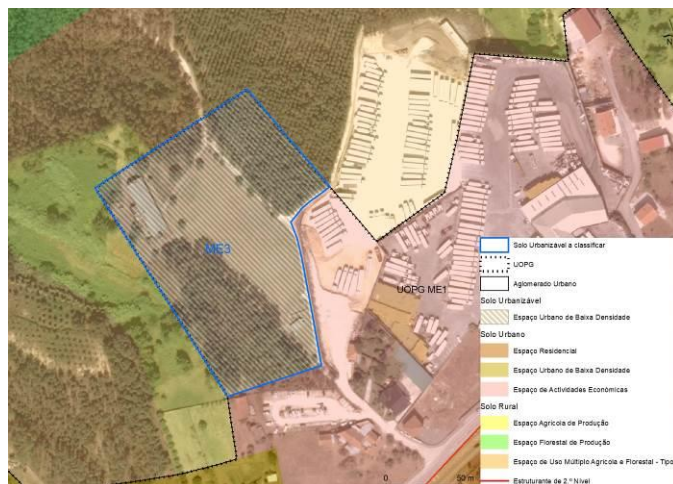 N
ME3
UOPG ME1
Solo Urbanizável a classificar
UOPG
Aglomerado Urbano
Solo Urbanizável
Espaço Urbano de Baixa Densidade
Solo Urbano
Espaço Residencial
Espaço Urbano de Baixa Densidade
Espaço de Actividades Económicas
Solo Rural
Espaço Agrícola de Produção
Espaço Florestal de Produção
Espaço de Uso Múltiplo Agrícola e Florestal - Tipo
Estruturante de 2.º Nível
0 50 m